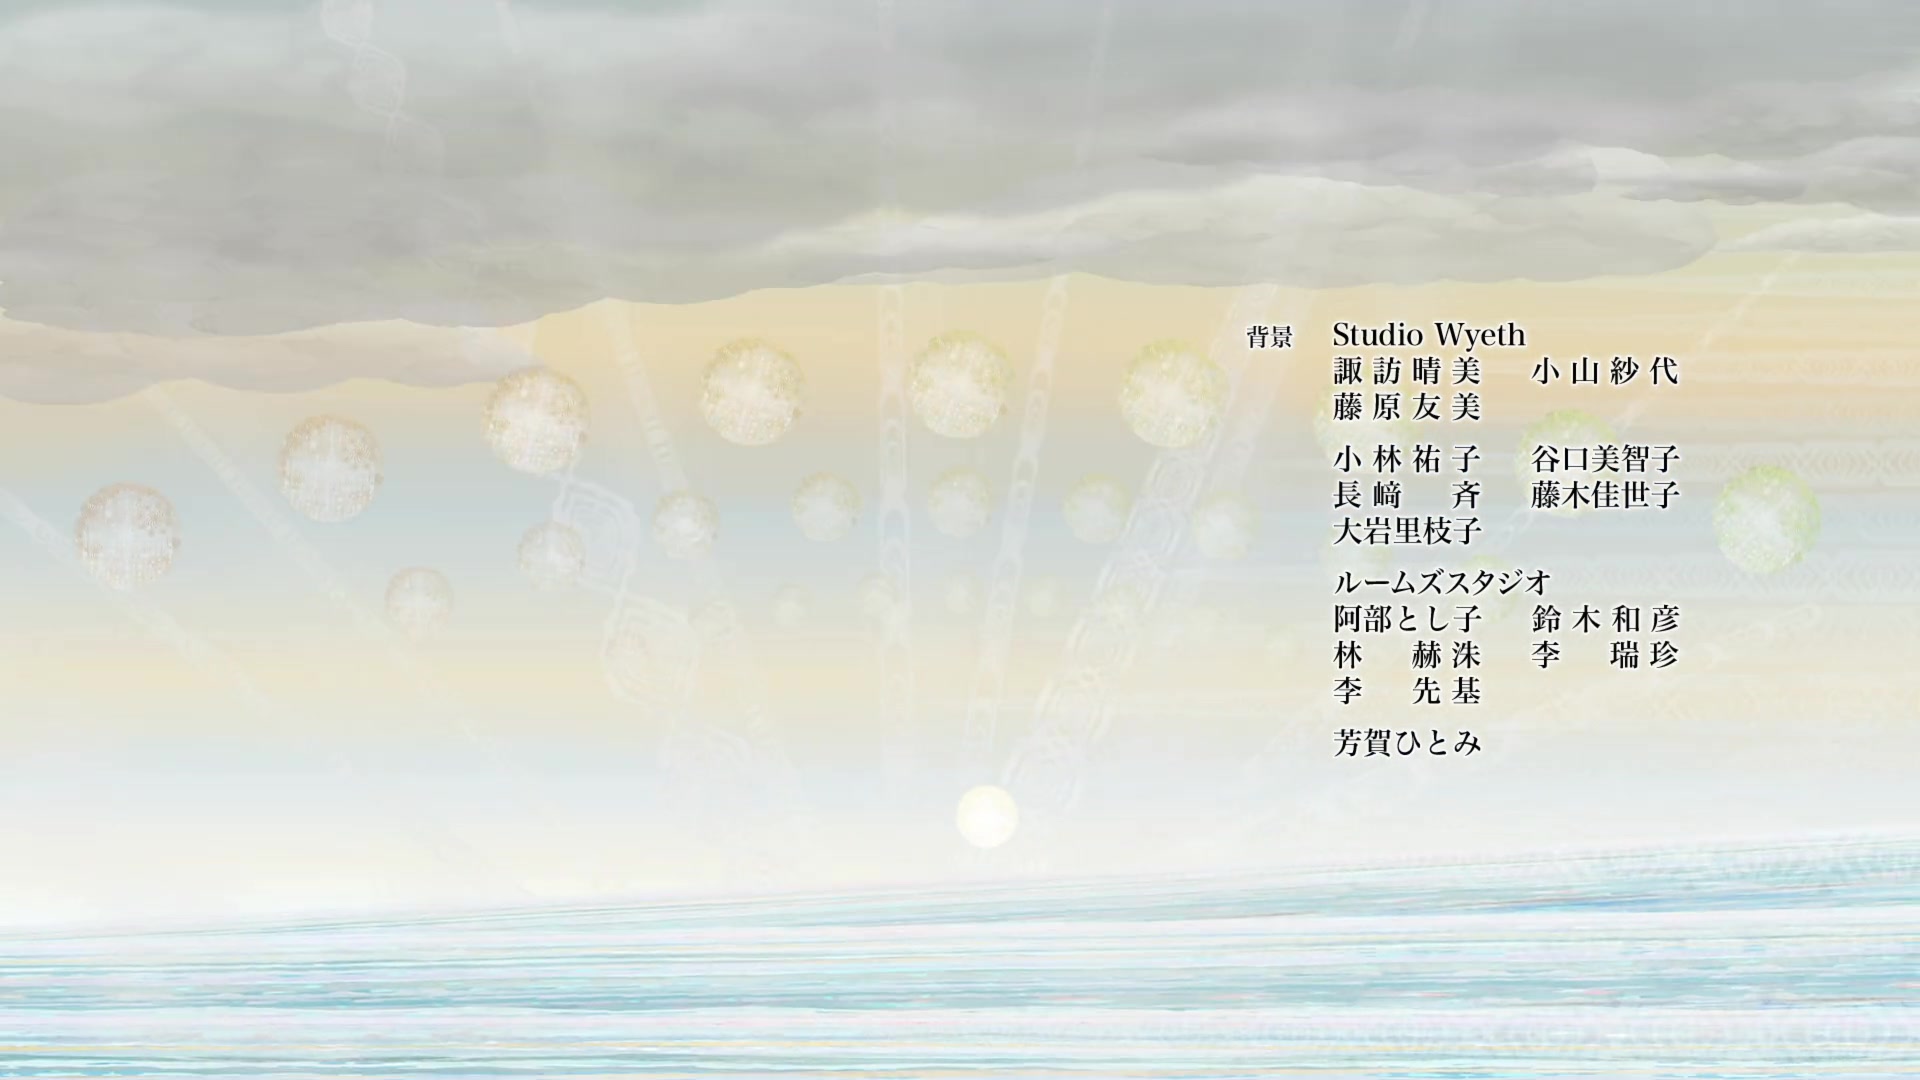 背景 Studio Wyeth
諏訪晴美 小山紗代
藤原友美
小林祐子 谷口美智子
長﨑 斉 藤木佳世子
大岩里枝子
ルームズスタジオ
阿部とし子 鈴木和彦
林 赫洙 李 瑞珍
李 先基
芳賀ひとみ